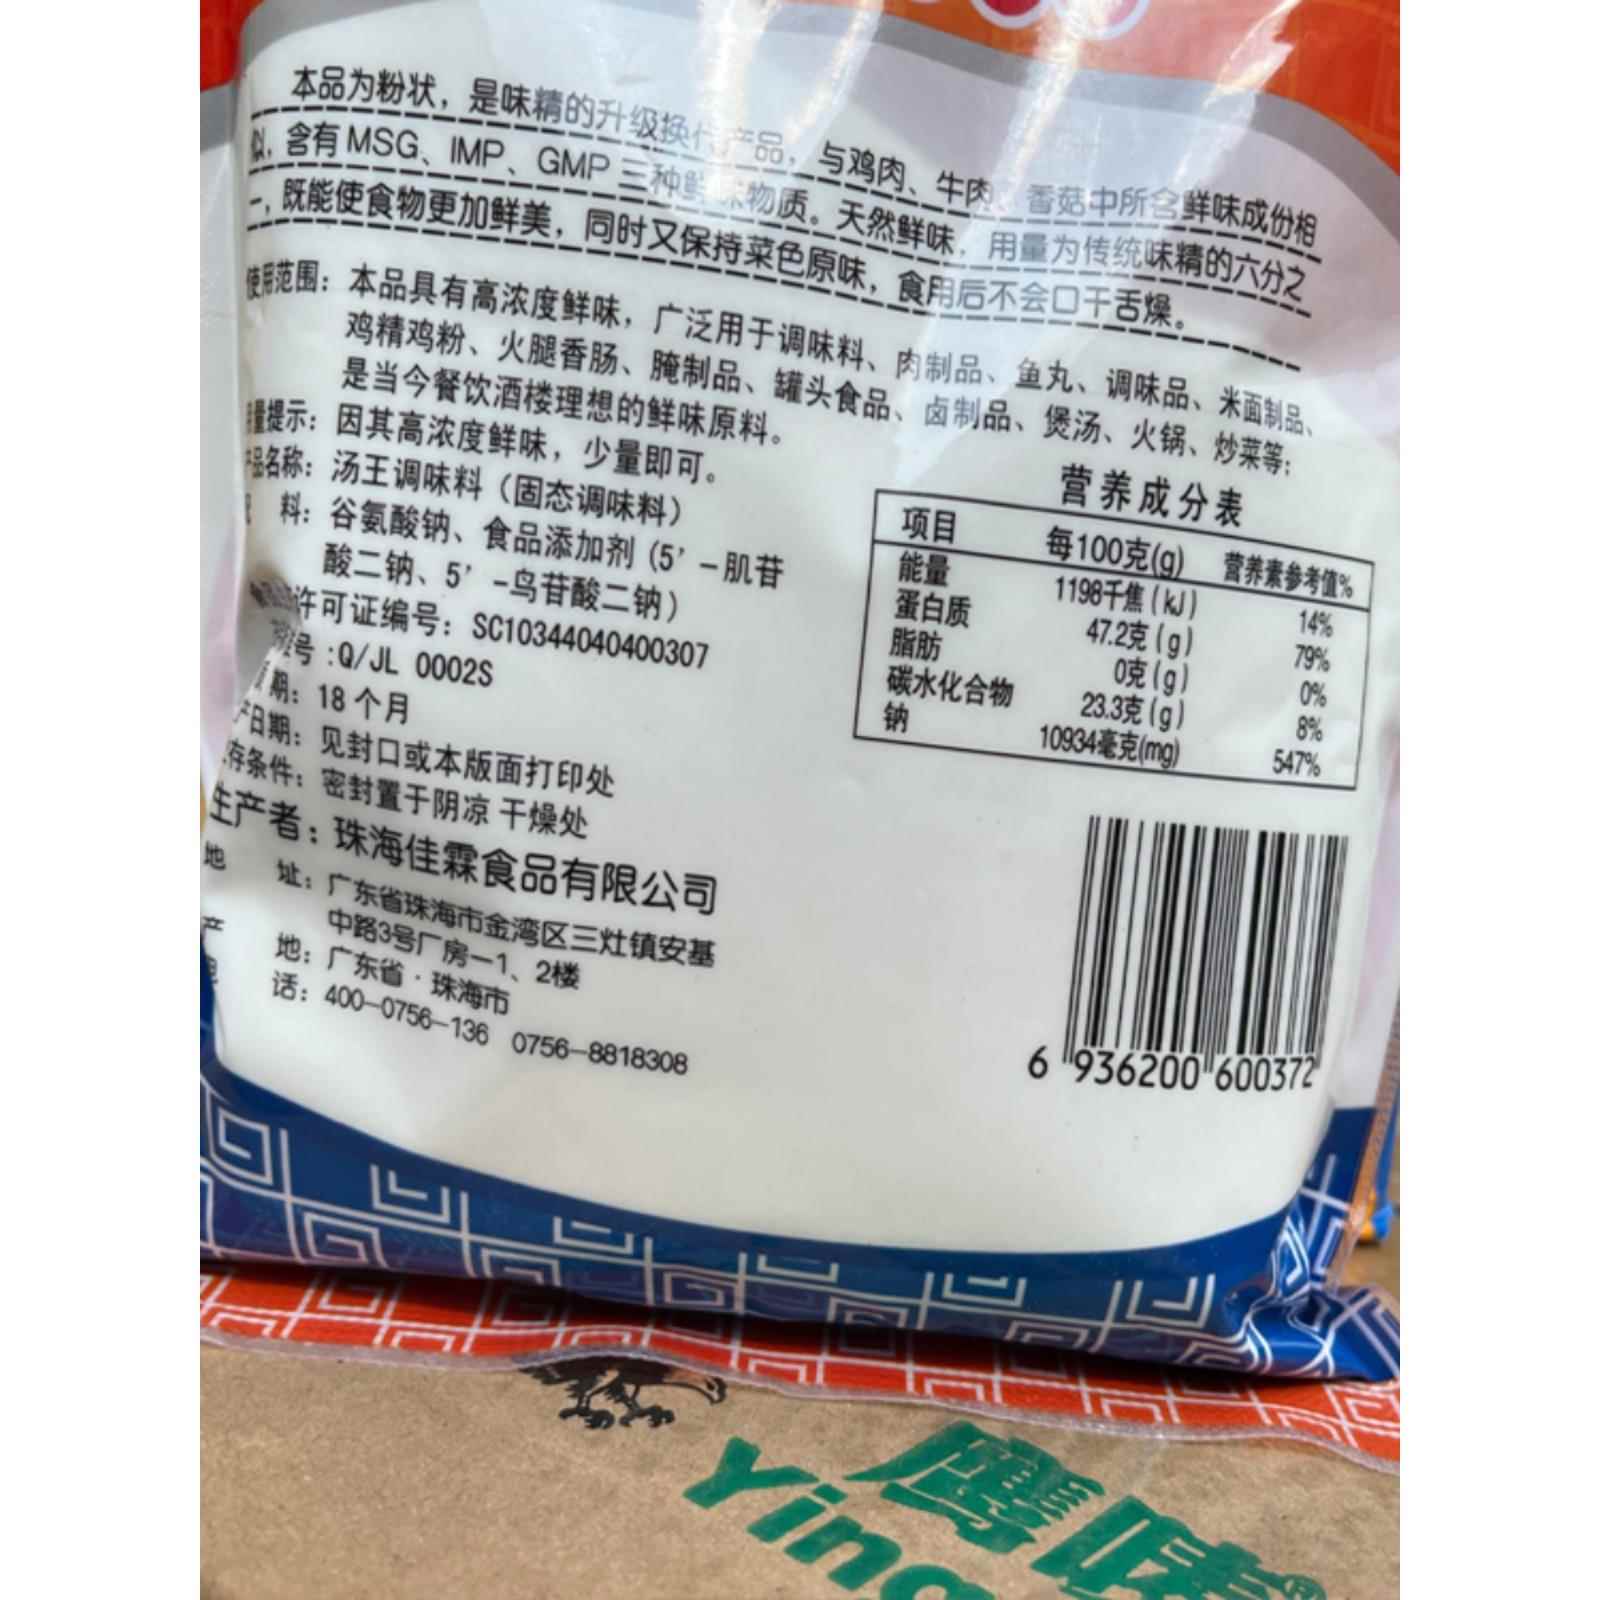 本品为粉状，是味精的升级换代产品，与鸡肉、牛肉、香菇中所含鲜味成份相
似，含有MSG、IMP、GMP三种鲜味物质。天然鲜味，用量为传统味精的六分之
一，既能使食物更加鲜美，同时又保持菜色原味，食用后不会口干舌燥。
使用范围：本品具有高浓度鲜味，广泛用于调味料、肉制品、鱼丸、调味品、米面制品、
鸡精鸡粉、火腿香肠、腌制品、罐头食品、卤制品、煲汤、火锅、炒菜等；
是当今餐饮酒楼理想的鲜味原料。
量提示：因其高浓度鲜味，少量即可。
产品名称：汤王调味料（固态调味料）
料：谷氨酸钠、食品添加剂（5’-肌苷
酸二钠、5’-鸟苷酸二钠）
许可证编号：SC10344040400307
号:Q/JL 0002S
期：18个月
产日期：见封口或本版面打印处
存条件：密封置于阴凉 干燥处
生产者：珠海佳霖食品有限公司
地 址：广东省珠海市金湾区三灶镇安基
中路3号厂房-1、2楼
产 地：广东省·珠海市
话：400-0756-136 0756-8818308
营养成分表
项目 每100克(g) 营养素参考值%
能量 1198千焦(kJ) 14%
蛋白质 47.2克(g) 79%
脂肪 0克(g) 0%
碳水化合物 23.3克(g) 8%
钠 10934毫克(mg) 547%
6 936200 600372
Ying